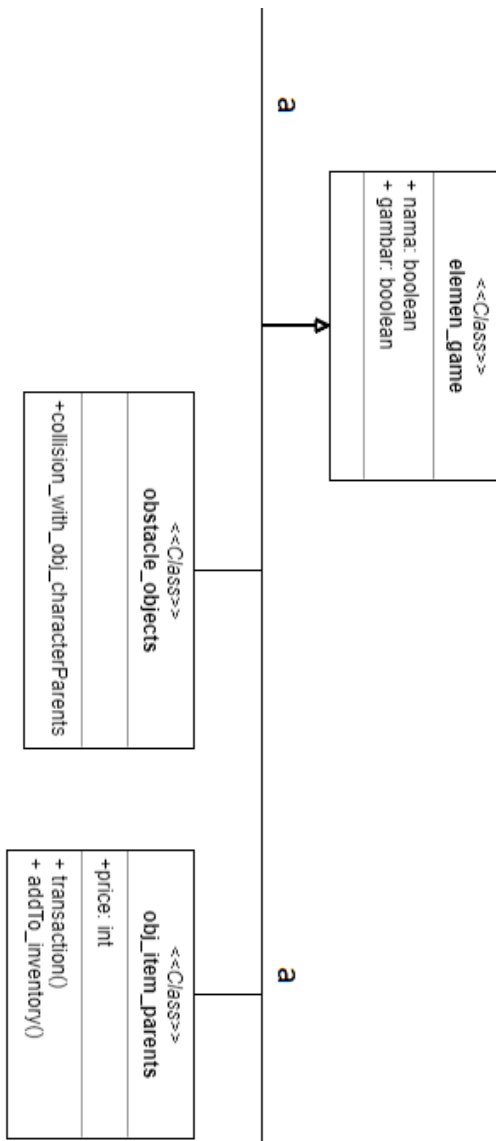 a
<<Class>>
elemen_game
+ nama: boolean
+ gambar: boolean
<<Class>>
obstacle_objects
+collision_with_obj_characterParents
a
<<Class>>
obj_item_parents
+price: int
+ transaction()
+ addTo_inventory()